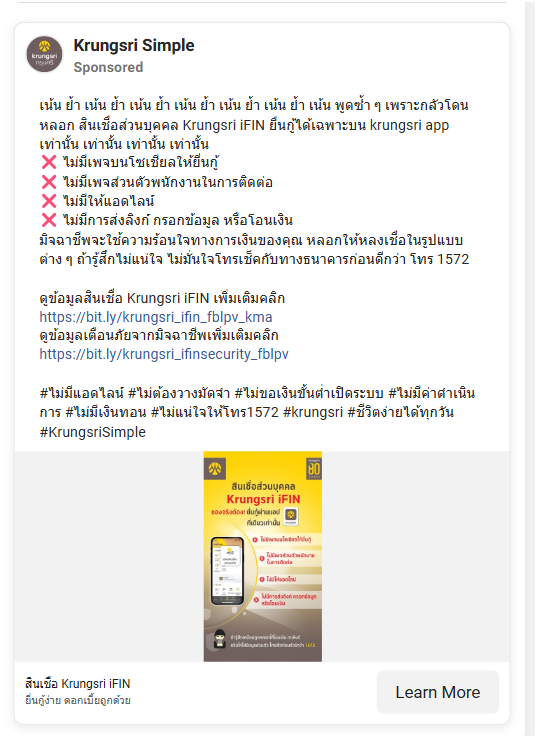 Krungsri Simple
Sponsored
krungsri
กรุงศรี
เน้น ย้ำ เน้น ย้ำ เน้น ย้ำ เน้น ย้ำ เน้น ย้ำ เน้น ย้ำ เน้น พูดซ้ำ ๆ เพราะกลัวโดน
หลอก สินเชื่อส่วนบุคคล Krungsri iFIN ยื่นกู้ได้เฉพาะบน krungsri app
เท่านั้น เท่านั้น เท่านั้น เท่านั้น
❌ ไม่มีเพจบนโซเชียลให้ยื่นกู้
❌ ไม่มีเพจส่วนตัวพนักงานในการติดต่อ
❌ ไม่มีให้แอดไลน์
❌ ไม่มีการส่งลิงก์ กรอกข้อมูล หรือโอนเงิน
มิจฉาชีพจะใช้ความร้อนใจทางการเงินของคุณ หลอกให้หลงเชื่อในรูปแบบ
ต่าง ๆ ถ้ารู้สึกไม่แน่ใจ ไม่มั่นใจโทรเช็คกับทางธนาคารก่อนดีกว่า โทร 1572
ดูข้อมูลสินเชื่อ Krungsri iFIN เพิ่มเติมคลิก
https://bit.ly/krungsri_ifin_fblpv_kma
ดูข้อมูลเตือนภัยจากมิจฉาชีพเพิ่มเติมคลิก
https://bit.ly/krungsri_ifinsecurity_fblpv
#ไม่มีแอดไลน์ #ไม่ต้องวางมัดจำ #ไม่ขอเงินขั้นต่ำเปิดระบบ #ไม่มีค่าดำเนิน
การ #ไม่มีเงินทอน #ไม่แน่ใจให้โทร1572 #krungsri #ชีวิตง่ายได้ทุกวัน
#KrungsriSimple
สินเชื่อส่วนบุคคล
Krungsri iFIN
ของจริงต้อง! ยื่นกู้ผ่านแอป
ที่เดียวเท่านั้น
ไม่มีเพจบนโซเชียลให้ยื่นกู้
ไม่มีเพจส่วนตัวพนักงาน
ในการติดต่อ
ไม่มีให้แอดไลน์
ไม่มีการส่งลิงก์ กรอกข้อมูล
หรือโอนเงิน
สินเชื่อ Krungsri iFIN
ยื่นกู้ง่าย ดอกเบี้ยถูกด้วย
Learn More